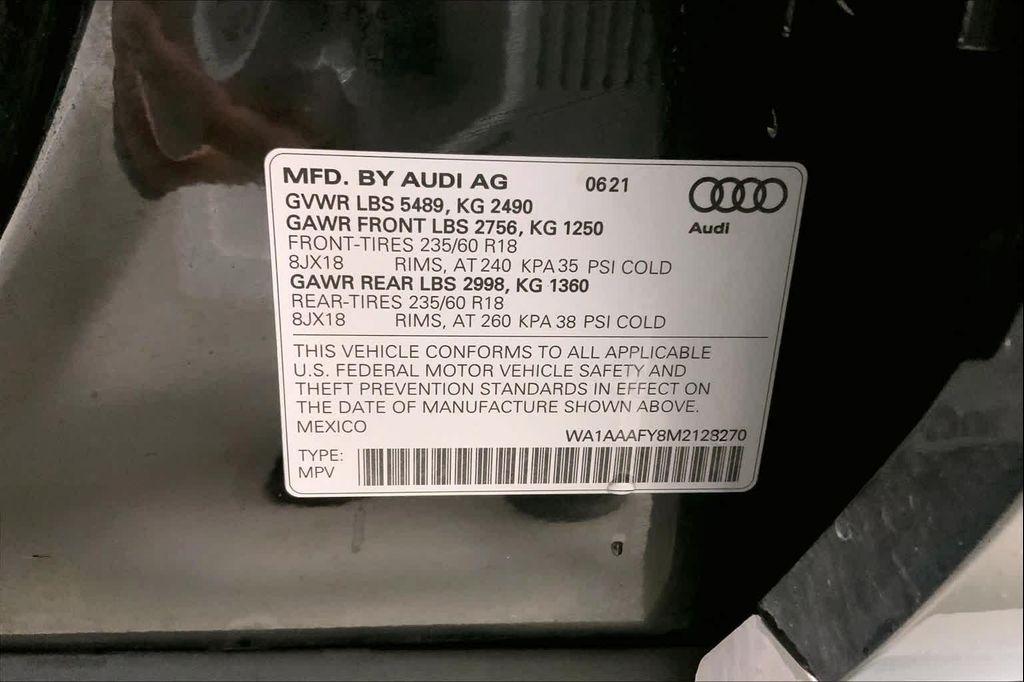 MFD. BY AUDI AG 0621
GVWR LBS 5489, KG 2490
GAWR FRONT LBS 2756, KG 1250
Audi
FRONT-TIRES 235/60 R18
8JX18 RIMS, AT 240 KPA 35 PSI COLD
GAWR REAR LBS 2998, KG 1360
REAR-TIRES 235/60 R18
8JX18 RIMS, AT 260 KPA 38 PSI COLD
THIS VEHICLE CONFORMS TO ALL APPLICABLE
U.S. FEDERAL MOTOR VEHICLE SAFETY AND
THEFT PREVENTION STANDARDS IN EFFECT ON
THE DATE OF MANUFACTURE SHOWN ABOVE.
MEXICO
WA1AAAFY8M2128270
TYPE:
MPV